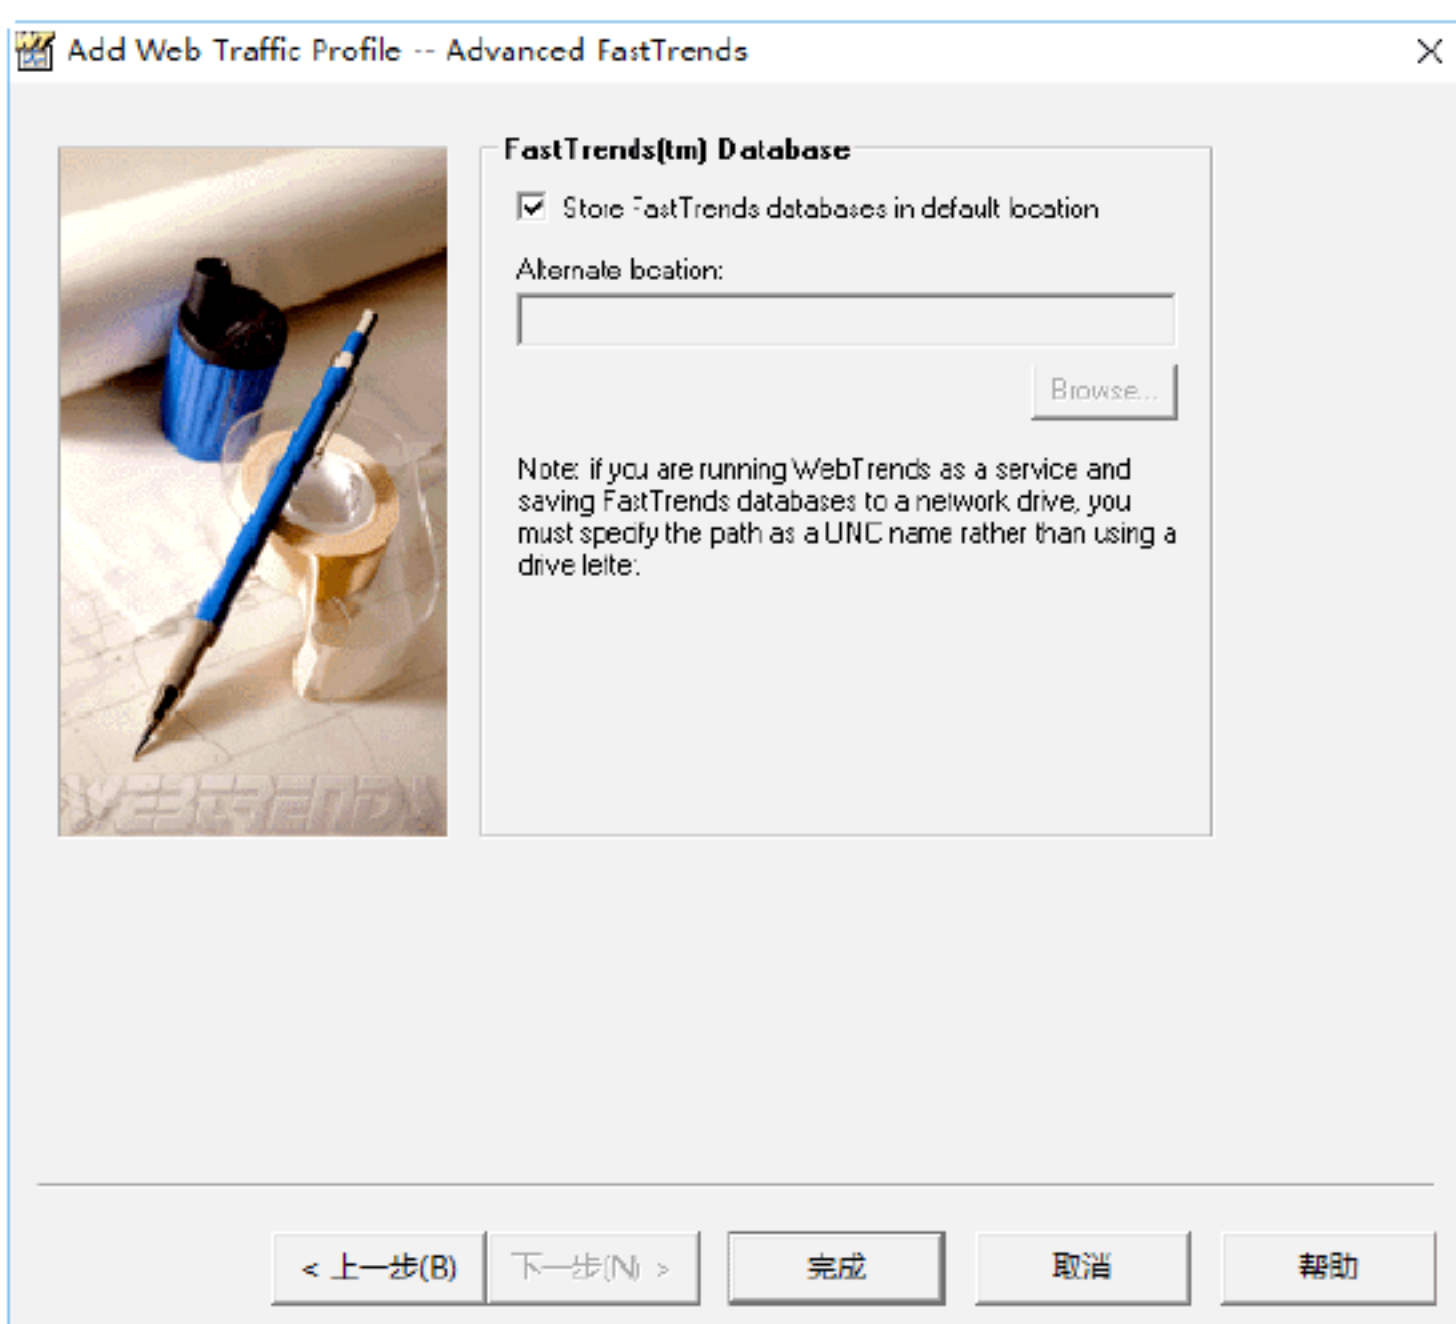 Add Web Traffic Profile -- Advanced FastTrends
FastTrends(tm) Database
Store FastTrends databases in default location
Alternate location:
Browse...
Note: if you are running WebTrends as a service and
saving FastTrends databases to a network drive, you
must specify the path as a UNC name rather than using a
drive letter.
WEBTRENDS
< 上一步(B)
下一步(N) >
完成
取消
帮助